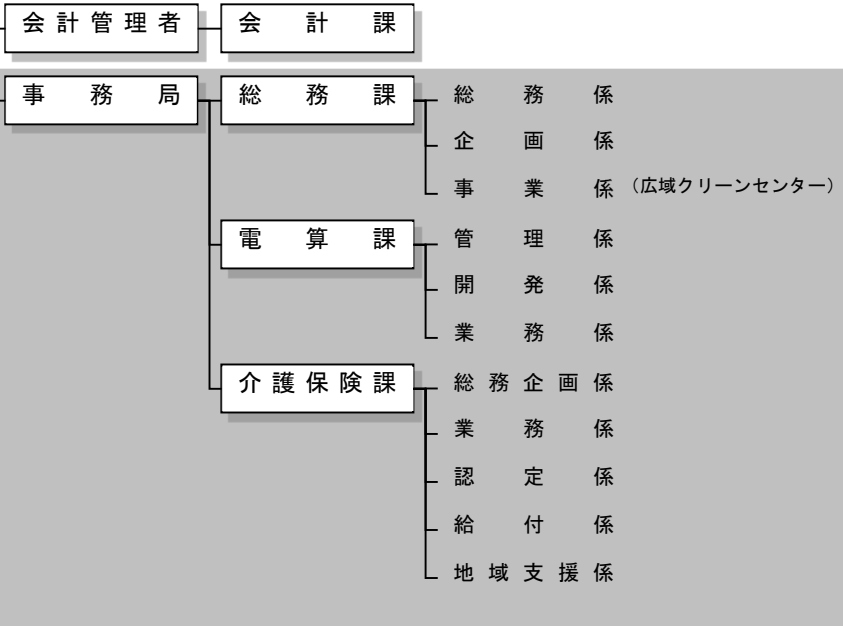 会計管理者 会計課
事務局 総務課 総務係
企画係
事業係 （広域クリーンセンター）
電算課 管理係
開発係
業務係
介護保険課 総務企画係
業務係
認定係
給付係
地域支援係